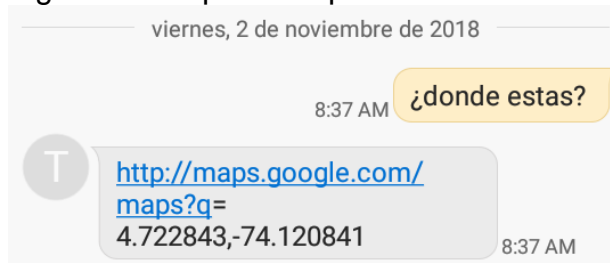 viernes, 2 de noviembre de 2018
¿donde estas?
8:37 AM
T
http://maps.google.com/
maps?q=
4.722843,-74.120841
8:37 AM